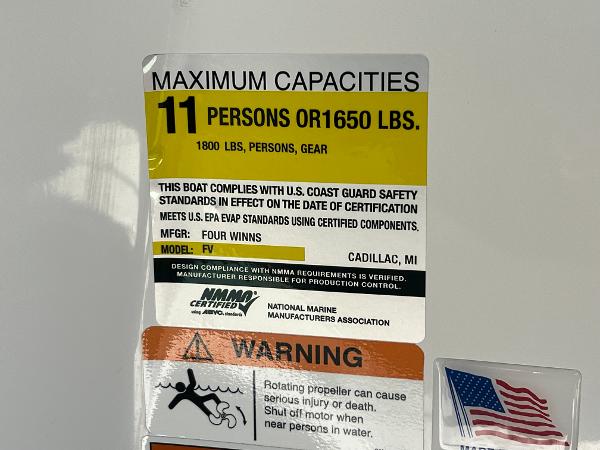 MAXIMUM CAPACITIES
11 PERSONS OR1650 LBS.
1800 LBS, PERSONS, GEAR
THIS BOAT COMPLIES WITH U.S. COAST GUARD SAFETY
STANDARDS IN EFFECT ON THE DATE OF CERTIFICATION
MEETS U.S. EPA EVAP STANDARDS USING CERTIFIED COMPONENTS.
MFGR: FOUR WINNS
MODEL: FV
CADILLAC, MI
DESIGN COMPLIANCE WITH NMMA REQUIREMENTS IS VERIFIED.
MANUFACTURER RESPONSIBLE FOR PRODUCTION CONTROL.
NMMA
CERTIFIED
using ABYC. standards
NATIONAL MARINE
MANUFACTURERS ASSOCIATION
WARNING
Rotating propeller can cause
serious injury or death.
Shut off motor when
near persons in water.